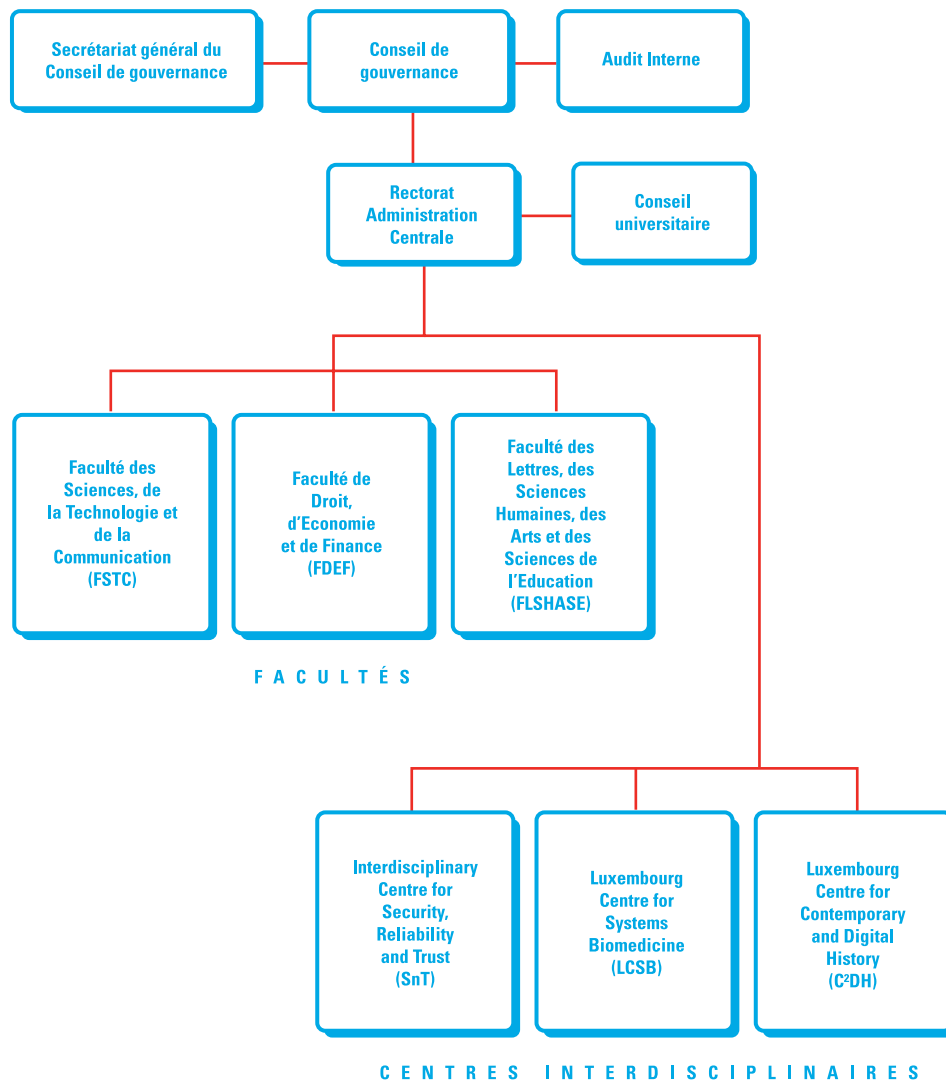 Secrétariat général du
Conseil de gouvernance
Conseil de
gouvernance
Audit Interne
Rectorat
Administration
Centrale
Conseil
universitaire
Faculté des
Sciences, de
la Technologie et
de la
Communication
(FSTC)
Faculté de
Droit,
d’Economie
et de Finance
(FDEF)
Faculté des
Lettres, des
Sciences
Humaines, des
Arts et des
Sciences de
l’Education
(FLSHASE)
FACULTÉS
Interdisciplinary
Centre for
Security,
Reliability
and Trust
(SnT)
Luxembourg
Centre for
Systems
Biomedicine
(LCSB)
Luxembourg
Centre for
Contemporary
and Digital
History
(C²DH)
CENTRES INTERDISCIPLINAIRES